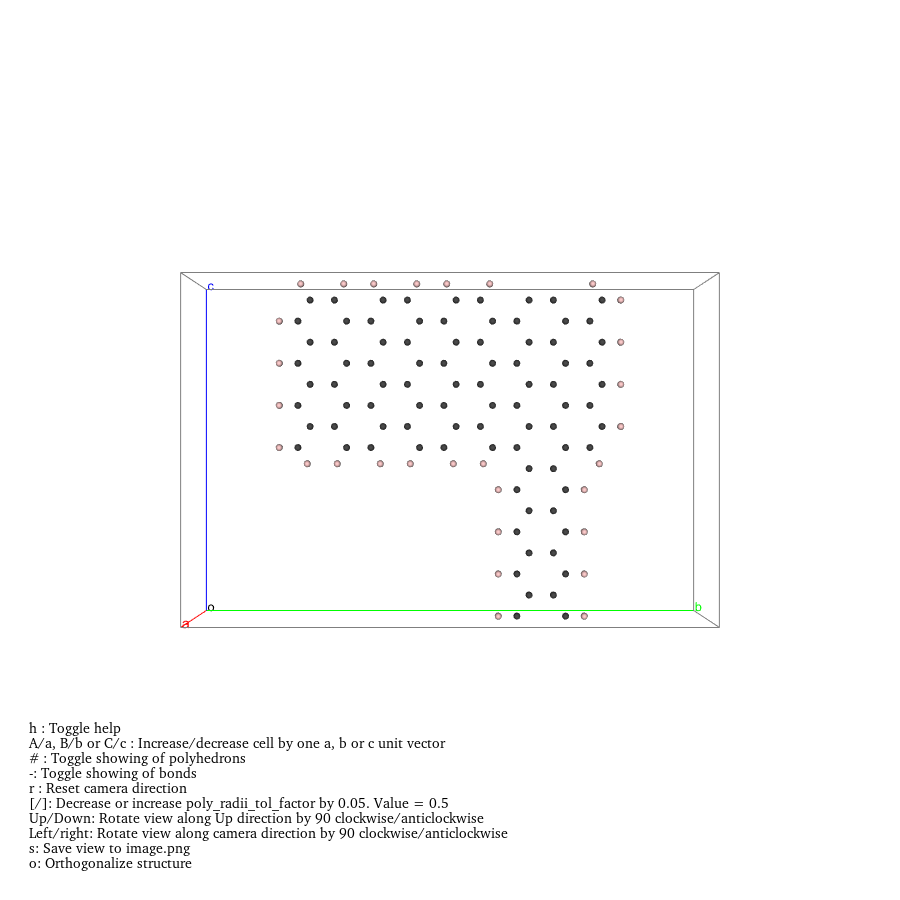 c
o
b
a
h : Toggle help
A/a, B/b or C/c : Increase/decrease cell by one a, b or c unit vector
# : Toggle showing of polyhedrons
-: Toggle showing of bonds
r : Reset camera direction
[/]: Decrease or increase poly_radii_tol_factor by 0.05. Value = 0.5
Up/Down: Rotate view along Up direction by 90 clockwise/anticlockwise
Left/right: Rotate view along camera direction by 90 clockwise/anticlockwise
s: Save view to image.png
o: Orthogonalize structure